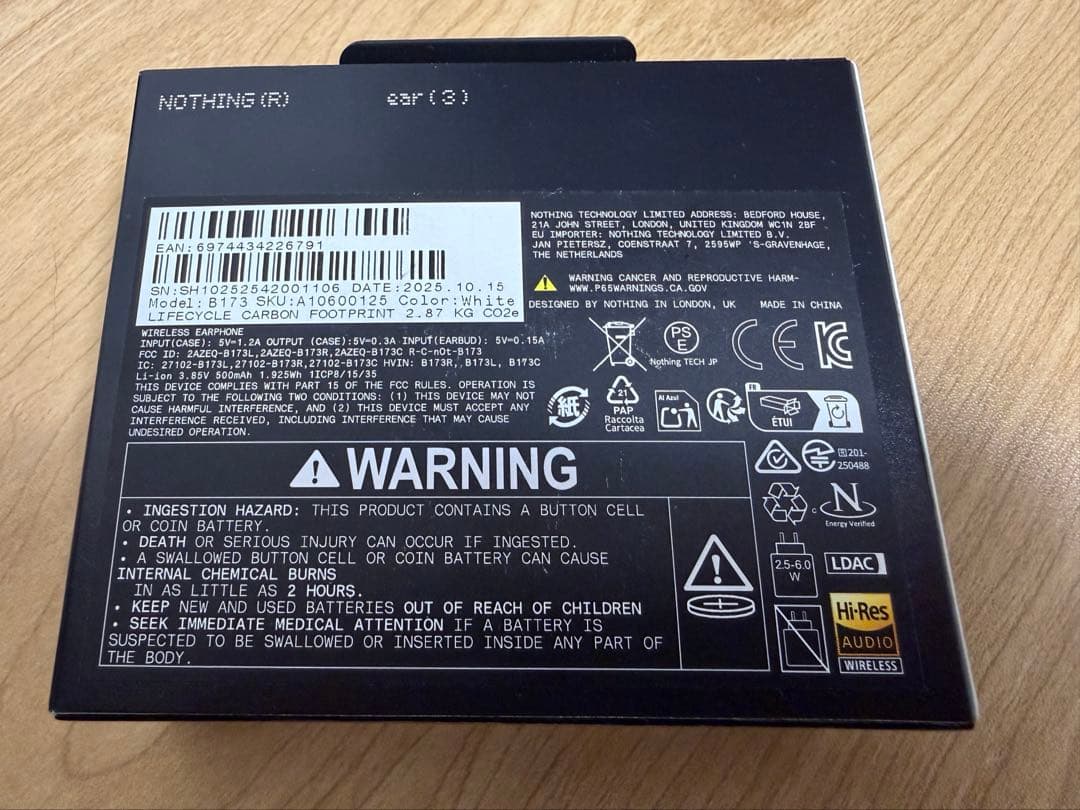 NOTHING (R) ear (3)
EAN: 6974434226791
SN:SH10252542001106 DATE:2025.10.15
Model: B173 SKU:A10600125 Color:White
LIFECYCLE CARBON FOOTPRINT 2.87 KG CO2e
NOTHING TECHNOLOGY LIMITED ADDRESS: BEDFORD HOUSE,
21A JOHN STREET, LONDON, UNITED KINGDOM WC1N 2BF
EU IMPORTER: NOTHING TECHNOLOGY LIMITED B.V.
JAN PIETERSZ, COENSTRAAT 7, 2595WP 'S-GRAVENHAGE,
THE NETHERLANDS
WARNING CANCER AND REPRODUCTIVE HARM-
WWW.P65WARNINGS.CA.GOV
DESIGNED BY NOTHING IN LONDON, UK MADE IN CHINA
WIRELESS EARPHONE
INPUT(CASE): 5V⎓1.2A OUTPUT (CASE):5V⎓0.3A INPUT(EARBUD): 5V⎓0.15A
FCC ID: 2AZEQ-B173L,2AZEQ-B173R,2AZEQ-B173C R-C-nOt-B173
IC: 27102-B173L,27102-B173R,27102-B173C HVIN: B173R, B173L, B173C
Li-ion 3.85V 500mAh 1.925Wh 1ICP8/15/35
THIS DEVICE COMPLIES WITH PART 15 OF THE FCC RULES. OPERATION IS
SUBJECT TO THE FOLLOWING TWO CONDITIONS: (1) THIS DEVICE MAY NOT
CAUSE HARMFUL INTERFERENCE, AND (2) THIS DEVICE MUST ACCEPT ANY
INTERFERENCE RECEIVED, INCLUDING INTERFERENCE THAT MAY CAUSE
UNDESIRED OPERATION.
PS
E
Nothing TECH JP
CE
KC
紙
21
PAP
Raccolta
Cartacea
Al Azul
FR
ÉTUI
WARNING
• INGESTION HAZARD: THIS PRODUCT CONTAINS A BUTTON CELL
OR COIN BATTERY.
• DEATH OR SERIOUS INJURY CAN OCCUR IF INGESTED.
• A SWALLOWED BUTTON CELL OR COIN BATTERY CAN CAUSE
INTERNAL CHEMICAL BURNS
IN AS LITTLE AS 2 HOURS.
• KEEP NEW AND USED BATTERIES OUT OF REACH OF CHILDREN
• SEEK IMMEDIATE MEDICAL ATTENTION IF A BATTERY IS
SUSPECTED TO BE SWALLOWED OR INSERTED INSIDE ANY PART OF
THE BODY.
201-
250488
C
N
Energy Verified
2.5-6.0
W
LDAC
Hi-Res
AUDIO
WIRELESS